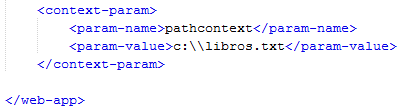 <context-param>
<param-name>pathcontext</param-name>
<param-value>c:\\libros.txt</param-value>
</context-param>
</web-app>